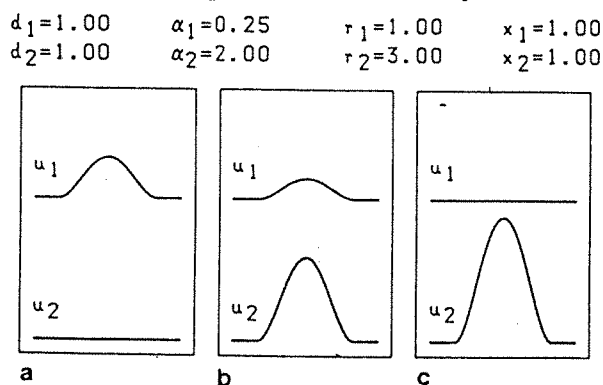 d1=1.00 α1=0.25 r1=1.00 x1=1.00
d2=1.00 α2=2.00 r2=3.00 x2=1.00
u1 u1 u1
u2 u2 u2
a b c